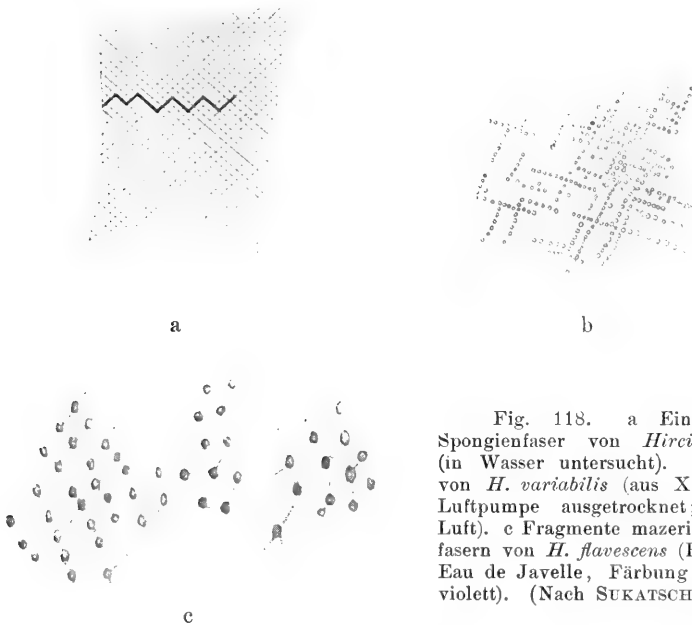 a
b
c
Fig. 118. a Ein
Spongienfaser von Hirci
(in Wasser untersucht).
von H. variabilis (aus X
Luftpumpe ausgetrocknet;
Luft). c Fragmente mazeri
fasern von H. flavescens (
Eau de Javelle, Färbung
violett). (Nach SUKATSCH